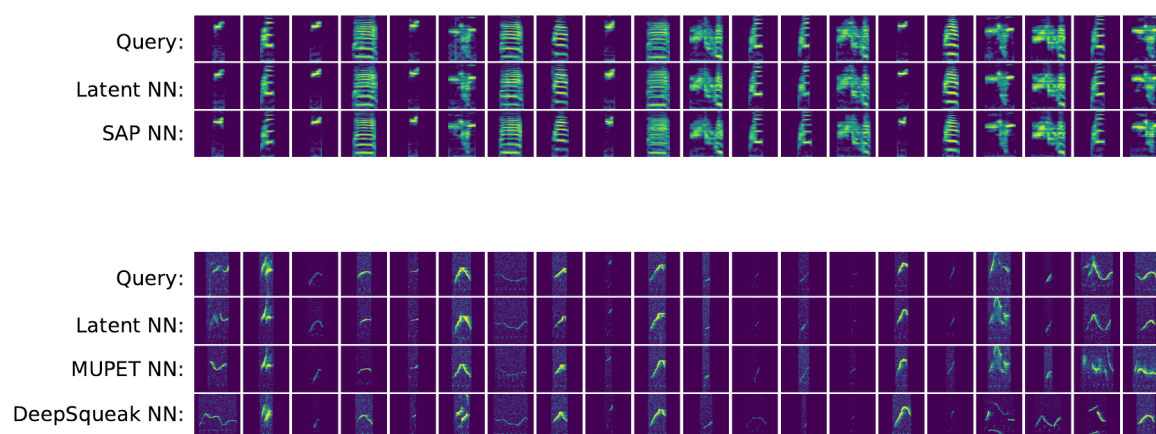 Query:
Latent NN:
SAP NN:
Query:
Latent NN:
MUPET NN:
DeepSqueak NN: